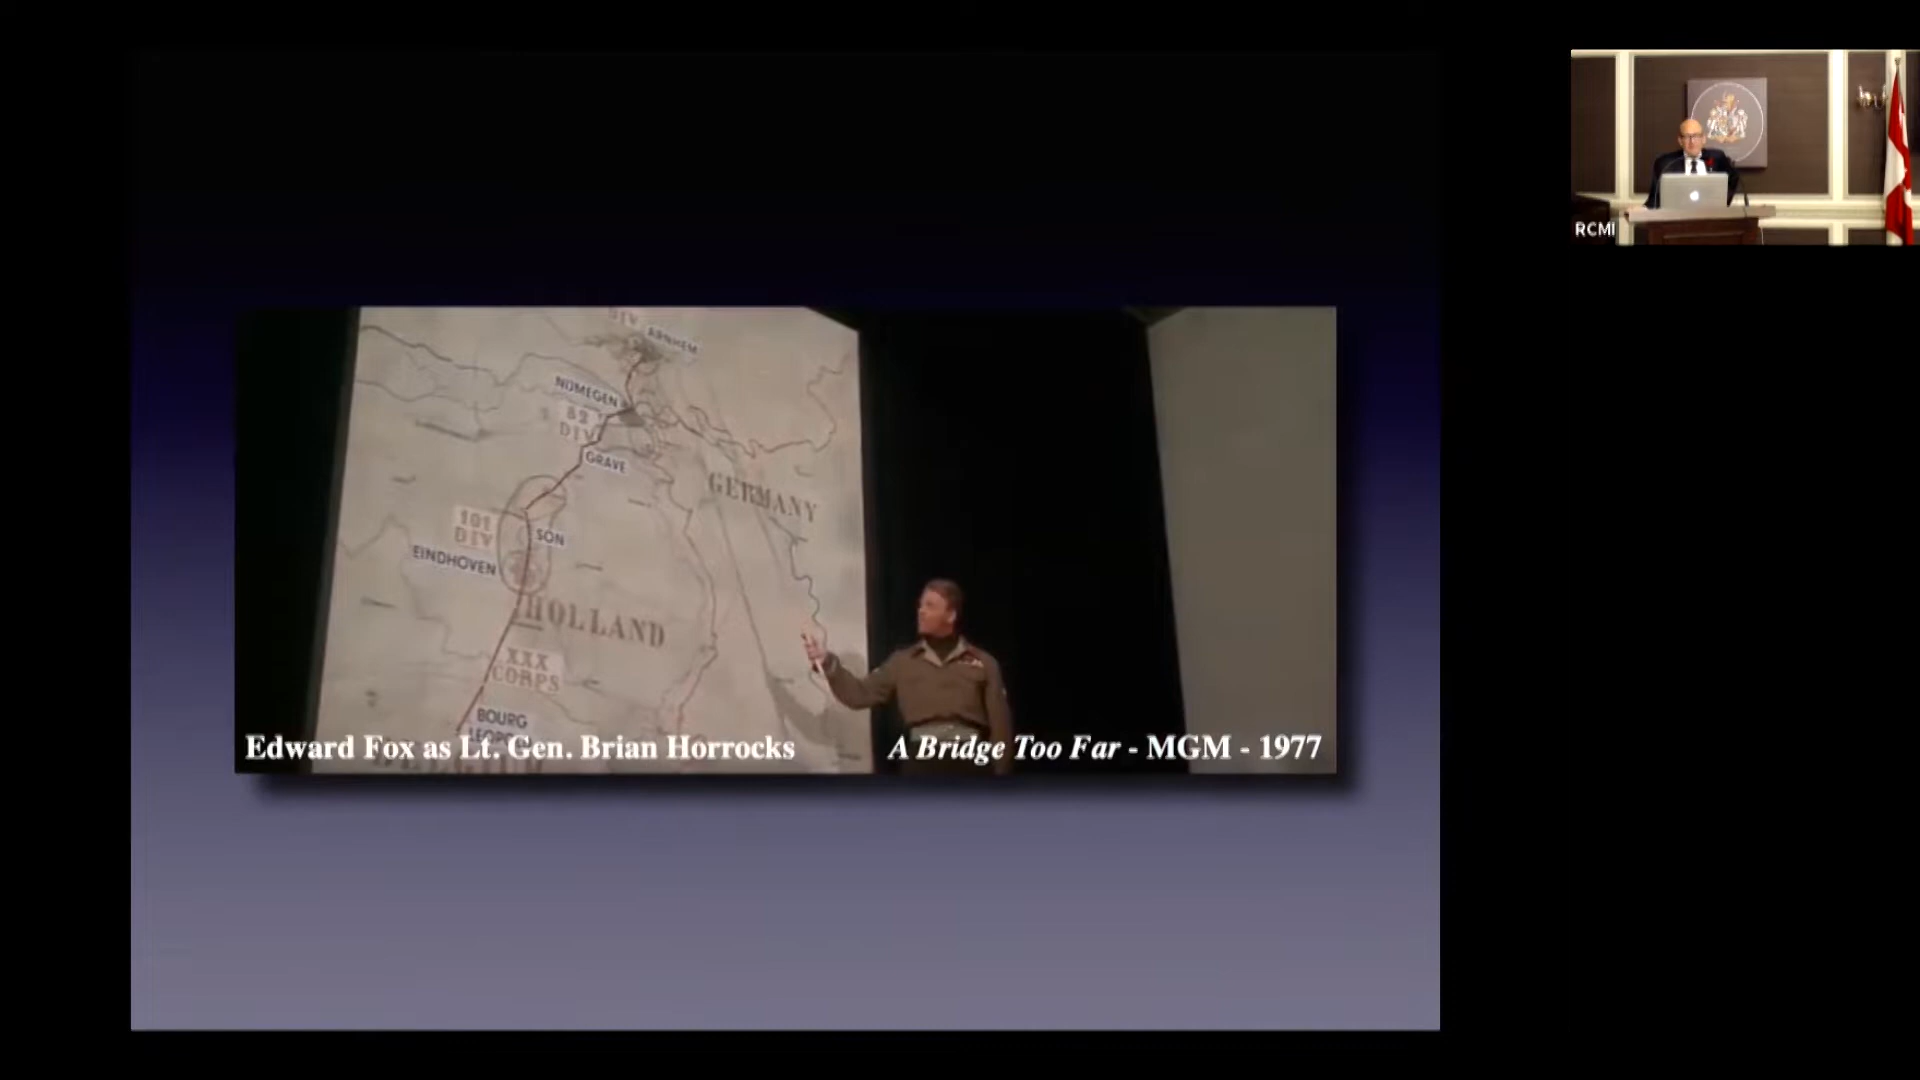 DIV
ARNHEM
NIJMEGEN
82
DIV
GRAVE
GERMANY
101
DIV
SON
EINDHOVEN
HOLLAND
XXX
CORPS
BOURG
Edward Fox as Lt. Gen. Brian Horrocks
A Bridge Too Far - MGM - 1977
RCMI